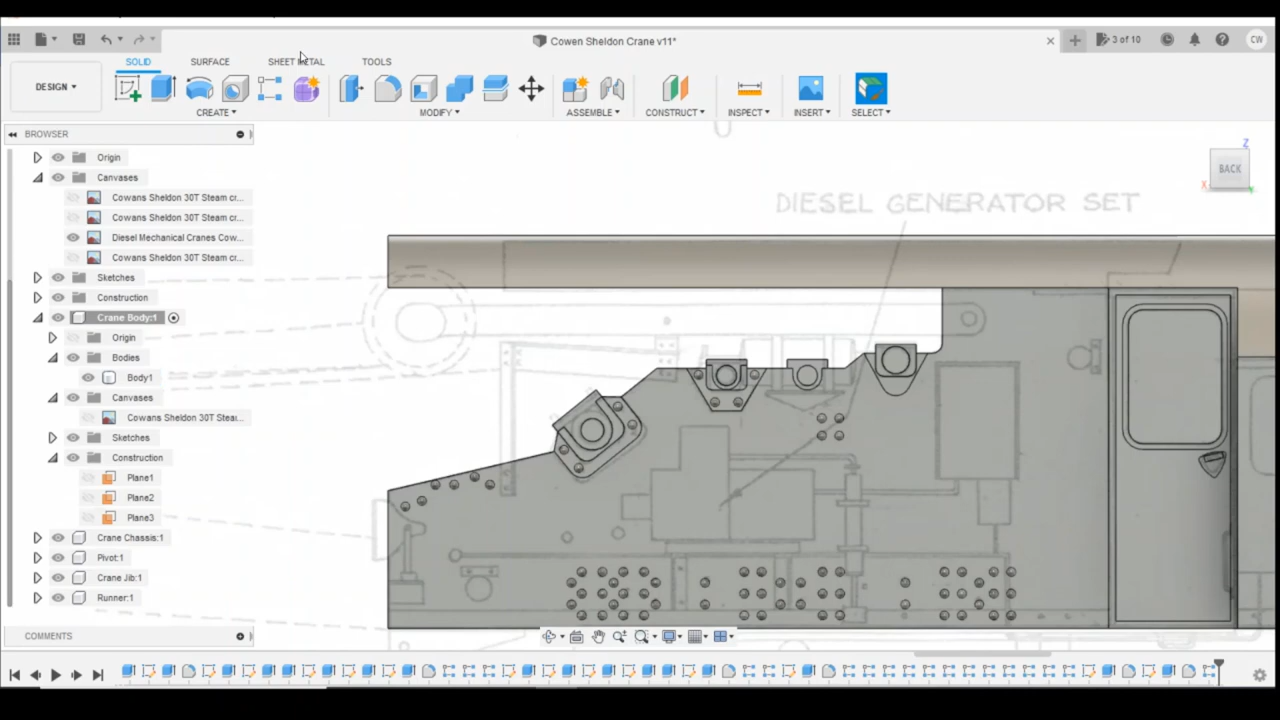 Cowen Sheldon Crane v11*
3 of 10
CW
DESIGN
SOLID
SURFACE
SHEET METAL
TOOLS
CREATE
MODIFY
ASSEMBLE
CONSTRUCT
INSPECT
INSERT
SELECT
BROWSER
Origin
Canvases
Cowans Sheldon 30T Steam cr...
Cowans Sheldon 30T Steam cr...
Diesel Mechanical Cranes Cow...
Cowans Sheldon 30T Steam cr...
Sketches
Construction
Crane Body:1
Origin
Bodies
Body1
Canvases
Cowans Sheldon 30T Stear...
Sketches
Construction
Plane1
Plane2
Plane3
Crane Chassis:1
Pivot:1
Crane Jib:1
Runner:1
COMMENTS
DIESEL GENERATOR SET
Z
BACK
X
Y